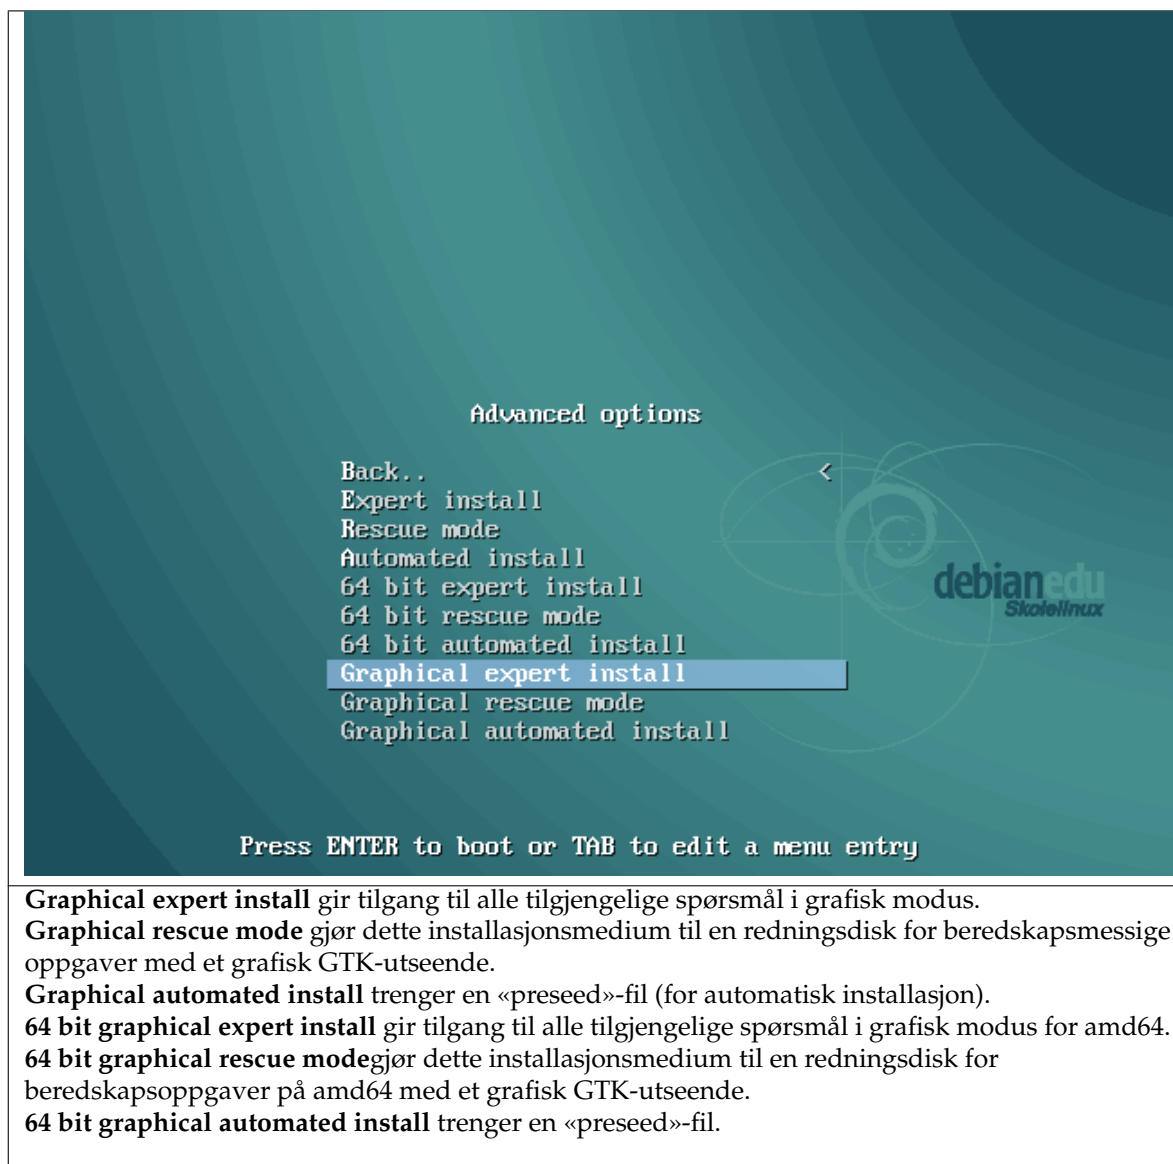 Advanced options
Back..
<
Expert install
Rescue mode
Automated install
64 bit expert install
64 bit rescue mode
64 bit automated install
Graphical expert install
Graphical rescue mode
Graphical automated install
debianedu
Skolelinux
Press ENTER to boot or TAB to edit a menu entry
Graphical expert install gir tilgang til alle tilgjengelige spørsmål i grafisk modus.
Graphical rescue mode gjør dette installasjonsmedium til en redningsdisk for beredskapsmessige
oppgaver med et grafisk GTK-utseende.
Graphical automated install trenger en «preseed»-fil (for automatisk installasjon).
64 bit graphical expert install gir tilgang til alle tilgjengelige spørsmål i grafisk modus for amd64.
64 bit graphical rescue modegjør dette installasjonsmedium til en redningsdisk for
beredskapsoppgaver på amd64 med et grafisk GTK-utseende.
64 bit graphical automated install trenger en «preseed»-fil.